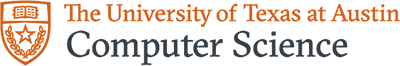 The University of Texas at Austin
Computer Science